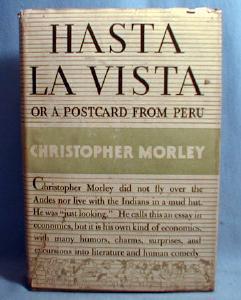 HASTA
LA VISTA
OR A POSTCARD FROM PERU
CHRISTOPHER MORLEY
Christopher Morley did not fly over the
Andes nor live with the Indians in a mud hut.
He was "just looking." He calls this an essay in
economics, but it is his own kind of economics,
with many humors, charms, surprises, and
excursions into literature and human comedy